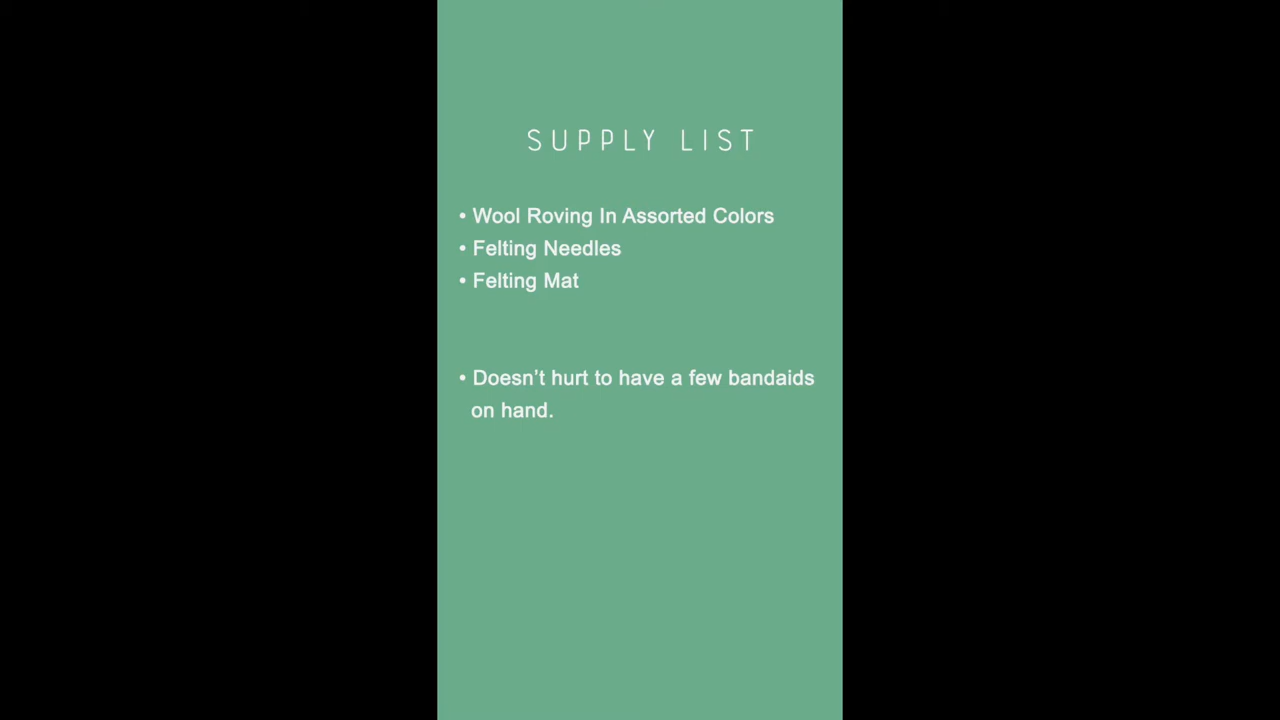 SUPPLY LIST
• Wool Roving In Assorted Colors
• Felting Needles
• Felting Mat
• Doesn’t hurt to have a few bandaids
on hand.